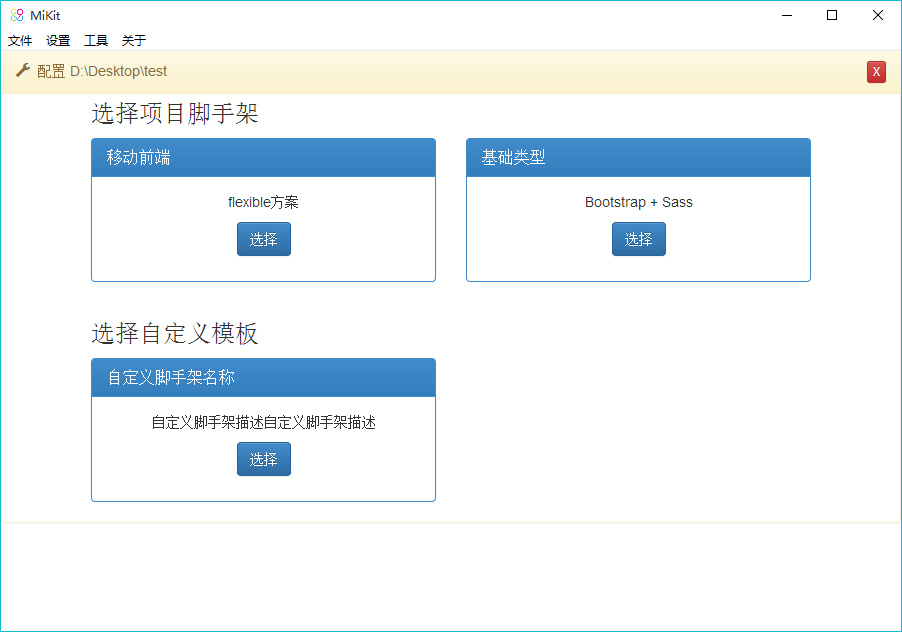 MiKit
文件 设置 工具 关于
配置 D:\Desktop\test X
选择项目脚手架
移动前端 基础类型
flexible方案 Bootstrap + Sass
选择 选择
选择自定义模板
自定义脚手架名称
自定义脚手架描述自定义脚手架描述
选择